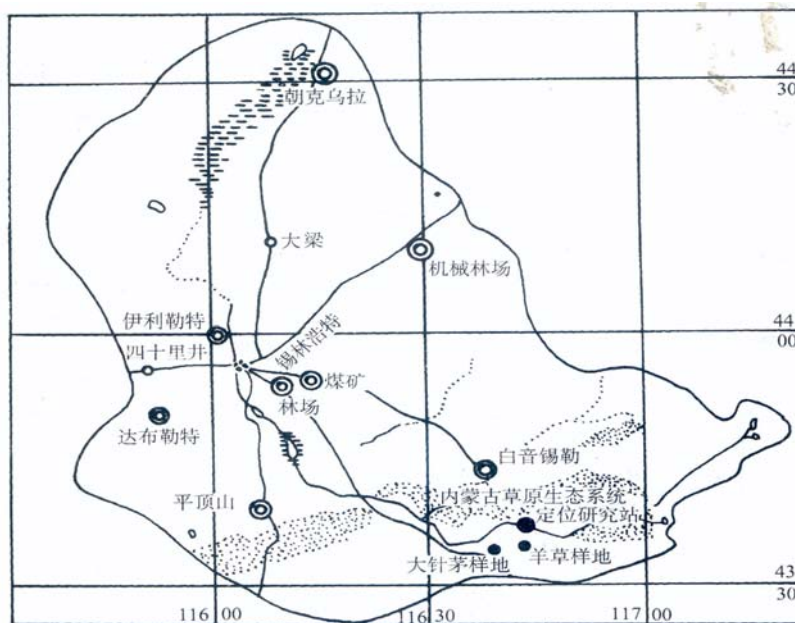 44
30
朝克乌拉
大梁
机械林场
伊利勒特
44
00
锡林浩特
四十里井
煤矿
林场
达布勒特
白音锡勒
内蒙古草原生态系统
定位研究站
平顶山
大针茅样地
羊草样地
43
30
116 00
116 30
117 00